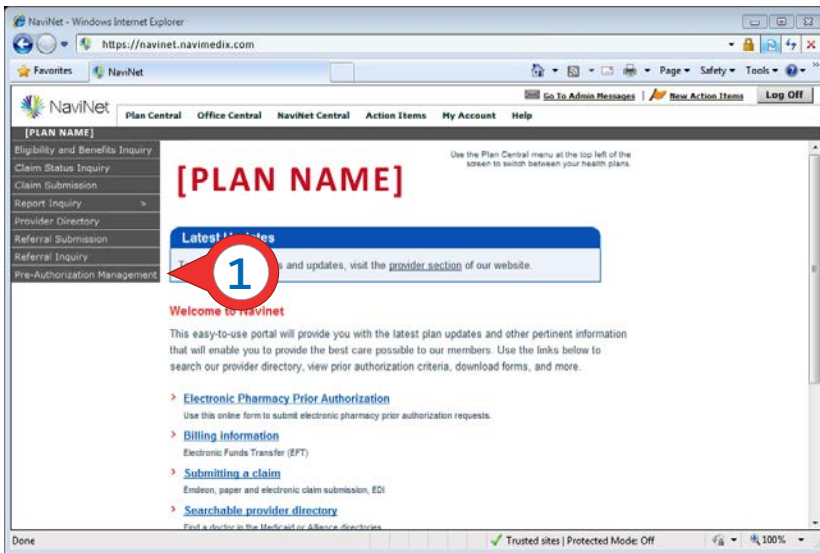 NaviNet - Windows Internet Explorer
https://navinet.navimedix.com
Favorites NaviNet Page Safety Tools
Go To Admin Messages | New Action Items Log Off
NaviNet Plan Central Office Central NaviNet Central Action Items My Account Help
[PLAN NAME]
Eligibility and Benefits Inquiry
Claim Status Inquiry
Claim Submission
Report Inquiry >
Provider Directory
Referral Submission
Referral Inquiry
Pre-Authorization Management
Use the Plan Central menu at the top left of the
screen to switch between your health plans.
[PLAN NAME]
Latest Updates
1
s and updates, visit the provider section of our website.
Welcome to Navinet
This easy-to-use portal will provide you with the latest plan updates and other pertinent information
that will enable you to provide the best care possible to our members. Use the links below to
search our provider directory, view prior authorization criteria, download forms, and more.
> Electronic Pharmacy Prior Authorization
Use this online form to submit electronic pharmacy prior authorization requests.
> Billing information
Electronic Funds Transfer (EFT)
> Submitting a claim
Emdeon, paper and electronic claim submission, EDI
> Searchable provider directory
Find a doctor in the Medicaid or Alliance directories
Done Trusted sites | Protected Mode: Off 100%